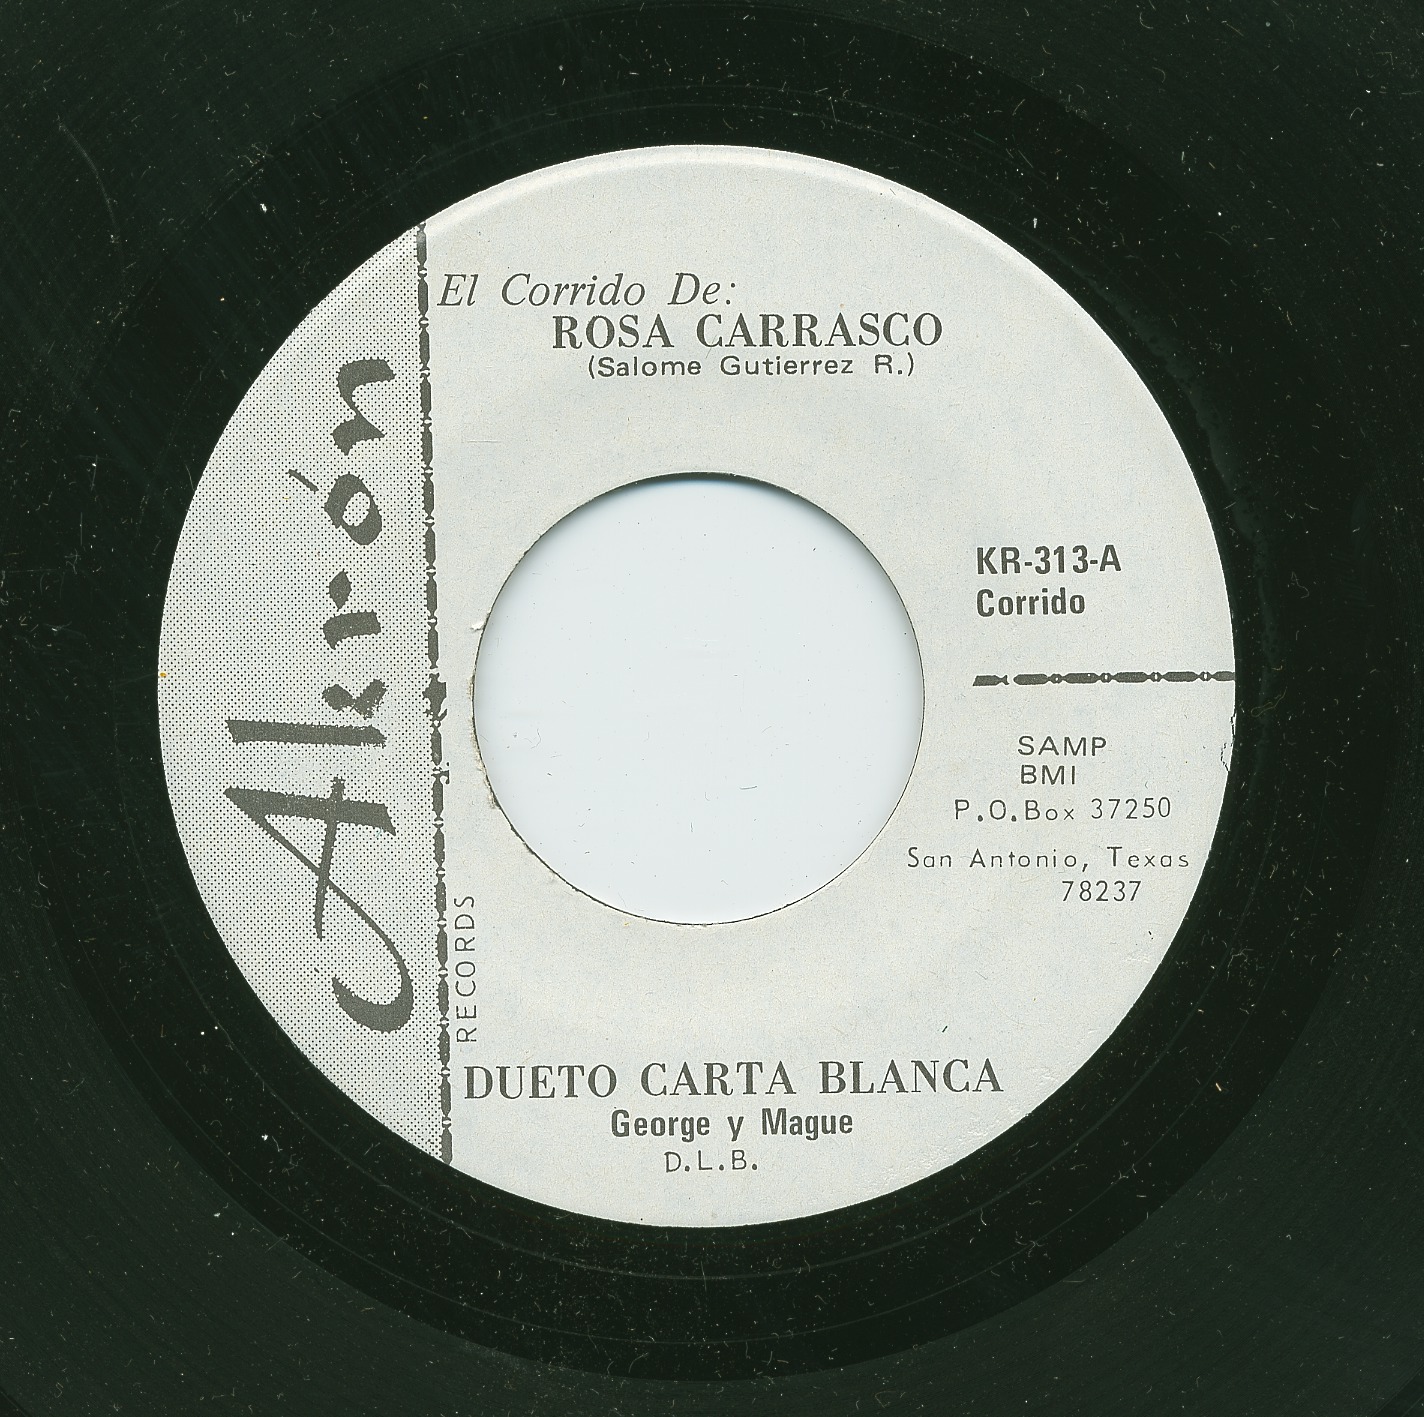 El Corrido De:
ROSA CARRASCO
(Salome Gutierrez R.)
Akrón
RECORDS
KR-313-A
Corrido
SAMP
BMI
P.O.Box 37250
San Antonio, Texas
78237
DUETO CARTA BLANCA
George y Mague
D.L.B.